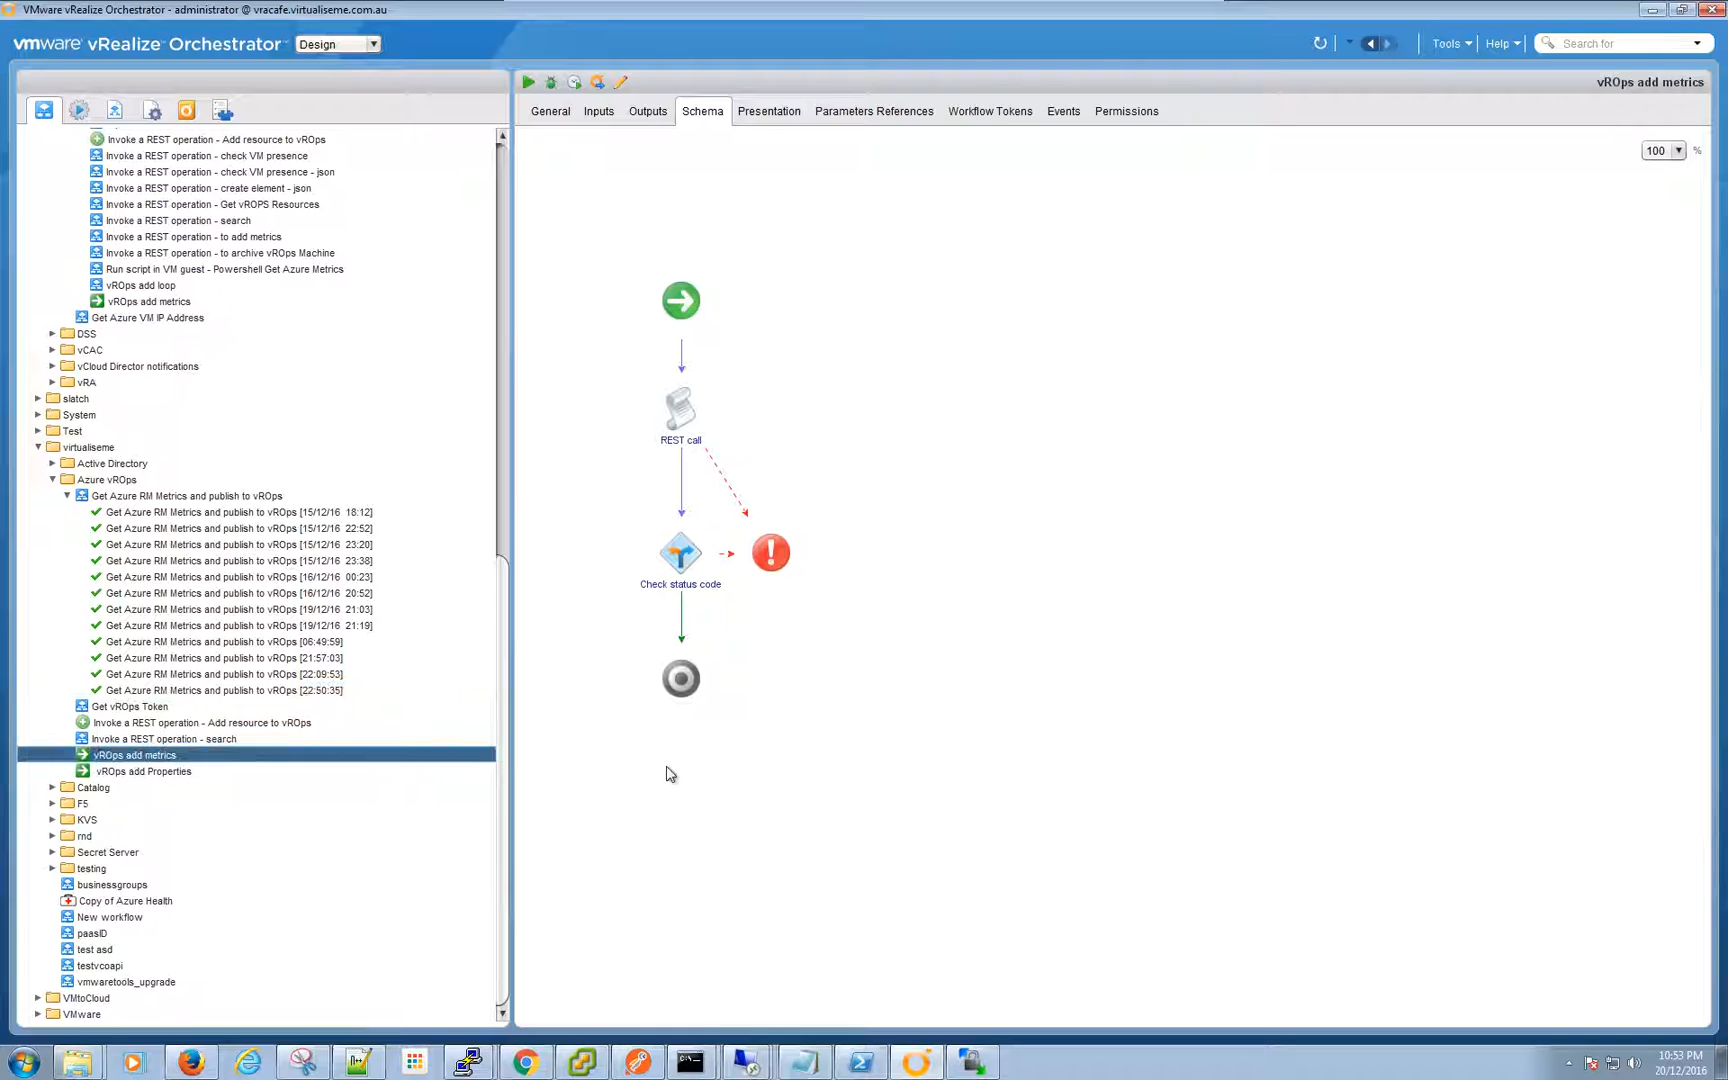 VMware vRealize Orchestrator - administrator @ vracafe.virtualiseme.com.au
vmware vRealize Orchestrator
Design
Tools
Help
Search for
vROps add metrics
General
Inputs
Outputs
Schema
Presentation
Parameters References
Workflow Tokens
Events
Permissions
100
%
Invoke a REST operation - Add resource to vROps
Invoke a REST operation - check VM presence
Invoke a REST operation - check VM presence - json
Invoke a REST operation - create element - json
Invoke a REST operation - Get vROPS Resources
Invoke a REST operation - search
Invoke a REST operation - to add metrics
Invoke a REST operation - to archive vROps Machine
Run script in VM guest - Powershell Get Azure Metrics
vROps add loop
vROps add metrics
Get Azure VM IP Address
DSS
vCAC
vCloud Director notifications
vRA
slatch
System
Test
virtualiseme
Active Directory
Azure vROps
Get Azure RM Metrics and publish to vROps
Get Azure RM Metrics and publish to vROps [15/12/16 18:12]
Get Azure RM Metrics and publish to vROps [15/12/16 22:52]
Get Azure RM Metrics and publish to vROps [15/12/16 23:20]
Get Azure RM Metrics and publish to vROps [15/12/16 23:38]
Get Azure RM Metrics and publish to vROps [16/12/16 00:23]
Get Azure RM Metrics and publish to vROps [16/12/16 20:52]
Get Azure RM Metrics and publish to vROps [19/12/16 21:03]
Get Azure RM Metrics and publish to vROps [19/12/16 21:19]
Get Azure RM Metrics and publish to vROps [06:49:59]
Get Azure RM Metrics and publish to vROps [21:57:03]
Get Azure RM Metrics and publish to vROps [22:09:53]
Get Azure RM Metrics and publish to vROps [22:50:35]
Get vROps Token
Invoke a REST operation - Add resource to vROps
Invoke a REST operation - search
vROps add metrics
vROps add Properties
Catalog
F5
KVS
rnd
Secret Server
testing
businessgroups
Copy of Azure Health
New workflow
paasID
test asd
testvcoapi
vmwaretools_upgrade
VMtoCloud
VMware
REST call
Check status code
10:53 PM
20/12/2016